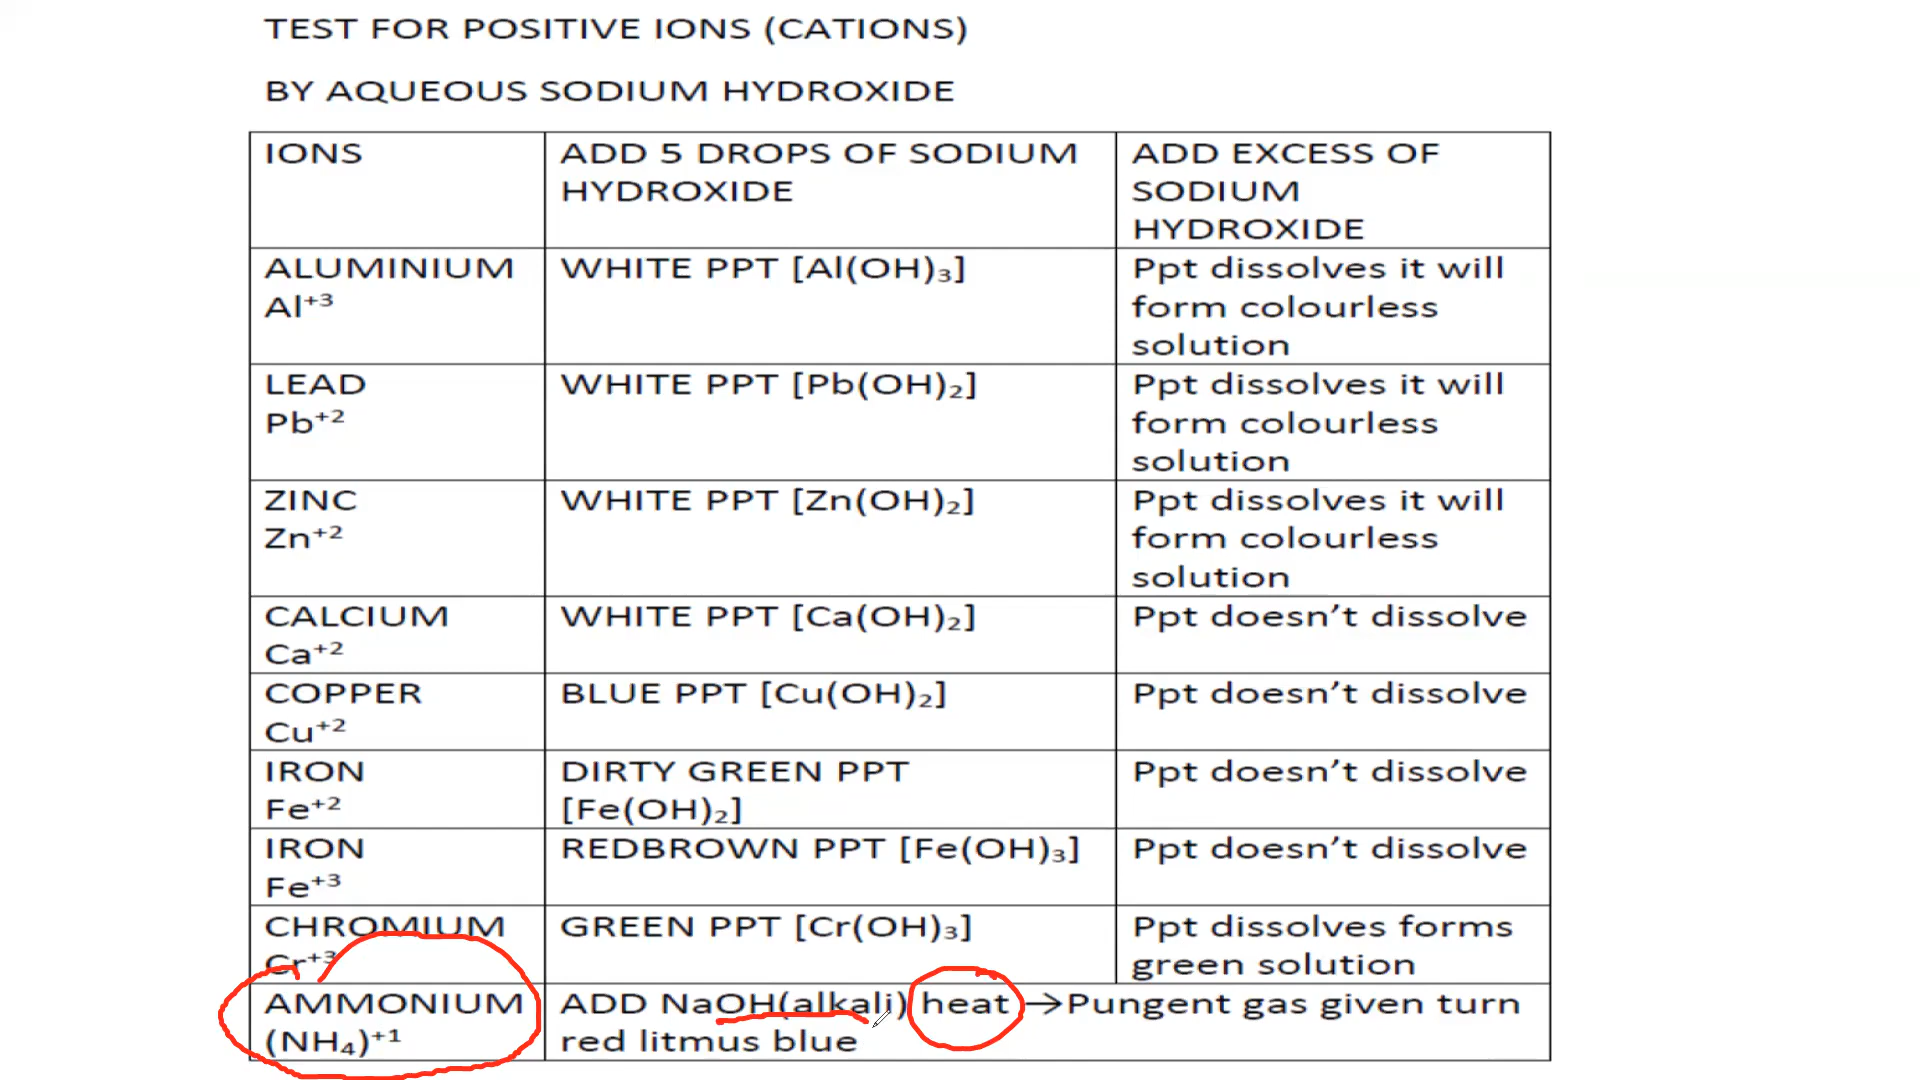 TEST FOR POSITIVE IONS (CATIONS)
BY AQUEOUS SODIUM HYDROXIDE
IONS
ADD 5 DROPS OF SODIUM
HYDROXIDE
ADD EXCESS OF
SODIUM
HYDROXIDE
ALUMINIUM
Al⁺³
WHITE PPT [Al(OH)₃]
Ppt dissolves it will
form colourless
solution
LEAD
Pb⁺²
WHITE PPT [Pb(OH)₂]
Ppt dissolves it will
form colourless
solution
ZINC
Zn⁺²
WHITE PPT [Zn(OH)₂]
Ppt dissolves it will
form colourless
solution
CALCIUM
Ca⁺²
WHITE PPT [Ca(OH)₂]
Ppt doesn’t dissolve
COPPER
Cu⁺²
BLUE PPT [Cu(OH)₂]
Ppt doesn’t dissolve
IRON
Fe⁺²
DIRTY GREEN PPT
[Fe(OH)₂]
Ppt doesn’t dissolve
IRON
Fe⁺³
REDBROWN PPT [Fe(OH)₃]
Ppt doesn’t dissolve
CHROMIUM
Cr⁺³
GREEN PPT [Cr(OH)₃]
Ppt dissolves forms
green solution
AMMONIUM
(NH₄)⁺¹
ADD NaOH(alkali) heat →Pungent gas given turn
red litmus blue